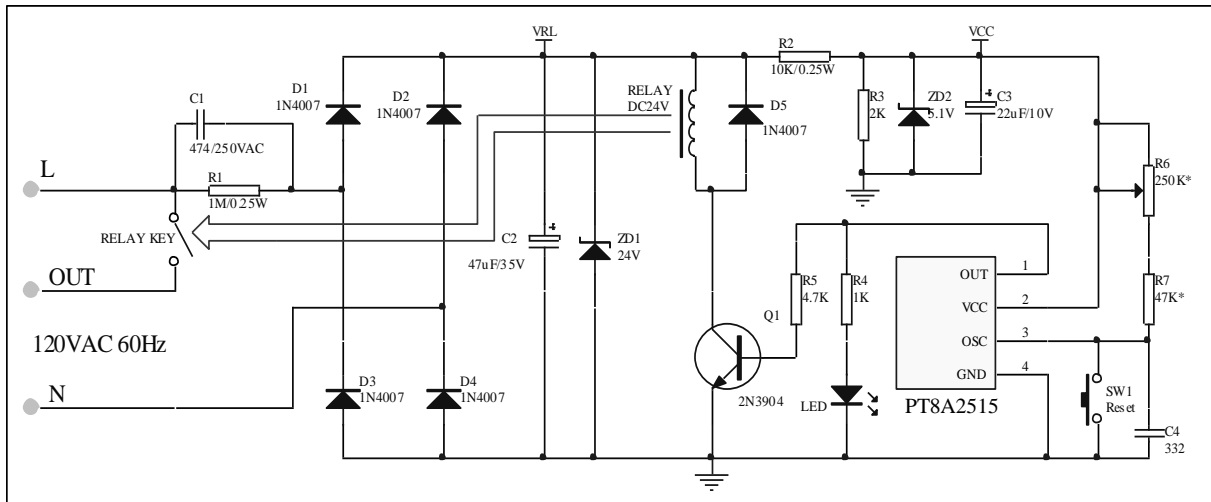 VRL
VCC
R2
10K/0.25W
D1
1N4007
D2
1N4007
C1
474/250VAC
RELAY
DC24V
D5
1N4007
R3
2K
ZD2
5.1V
C3
22uF/10V
L
R1
1M/0.25W
R6
250K*
RELAY KEY
C2
47uF/35V
ZD1
24V
OUT
R5
4.7K
R4
1K
OUT
1
VCC
2
OSC
3
GND
4
R7
47K*
120VAC 60Hz
Q1
2N3904
N
D3
1N4007
D4
1N4007
LED
PT8A2515
SW1
Reset
C4
332